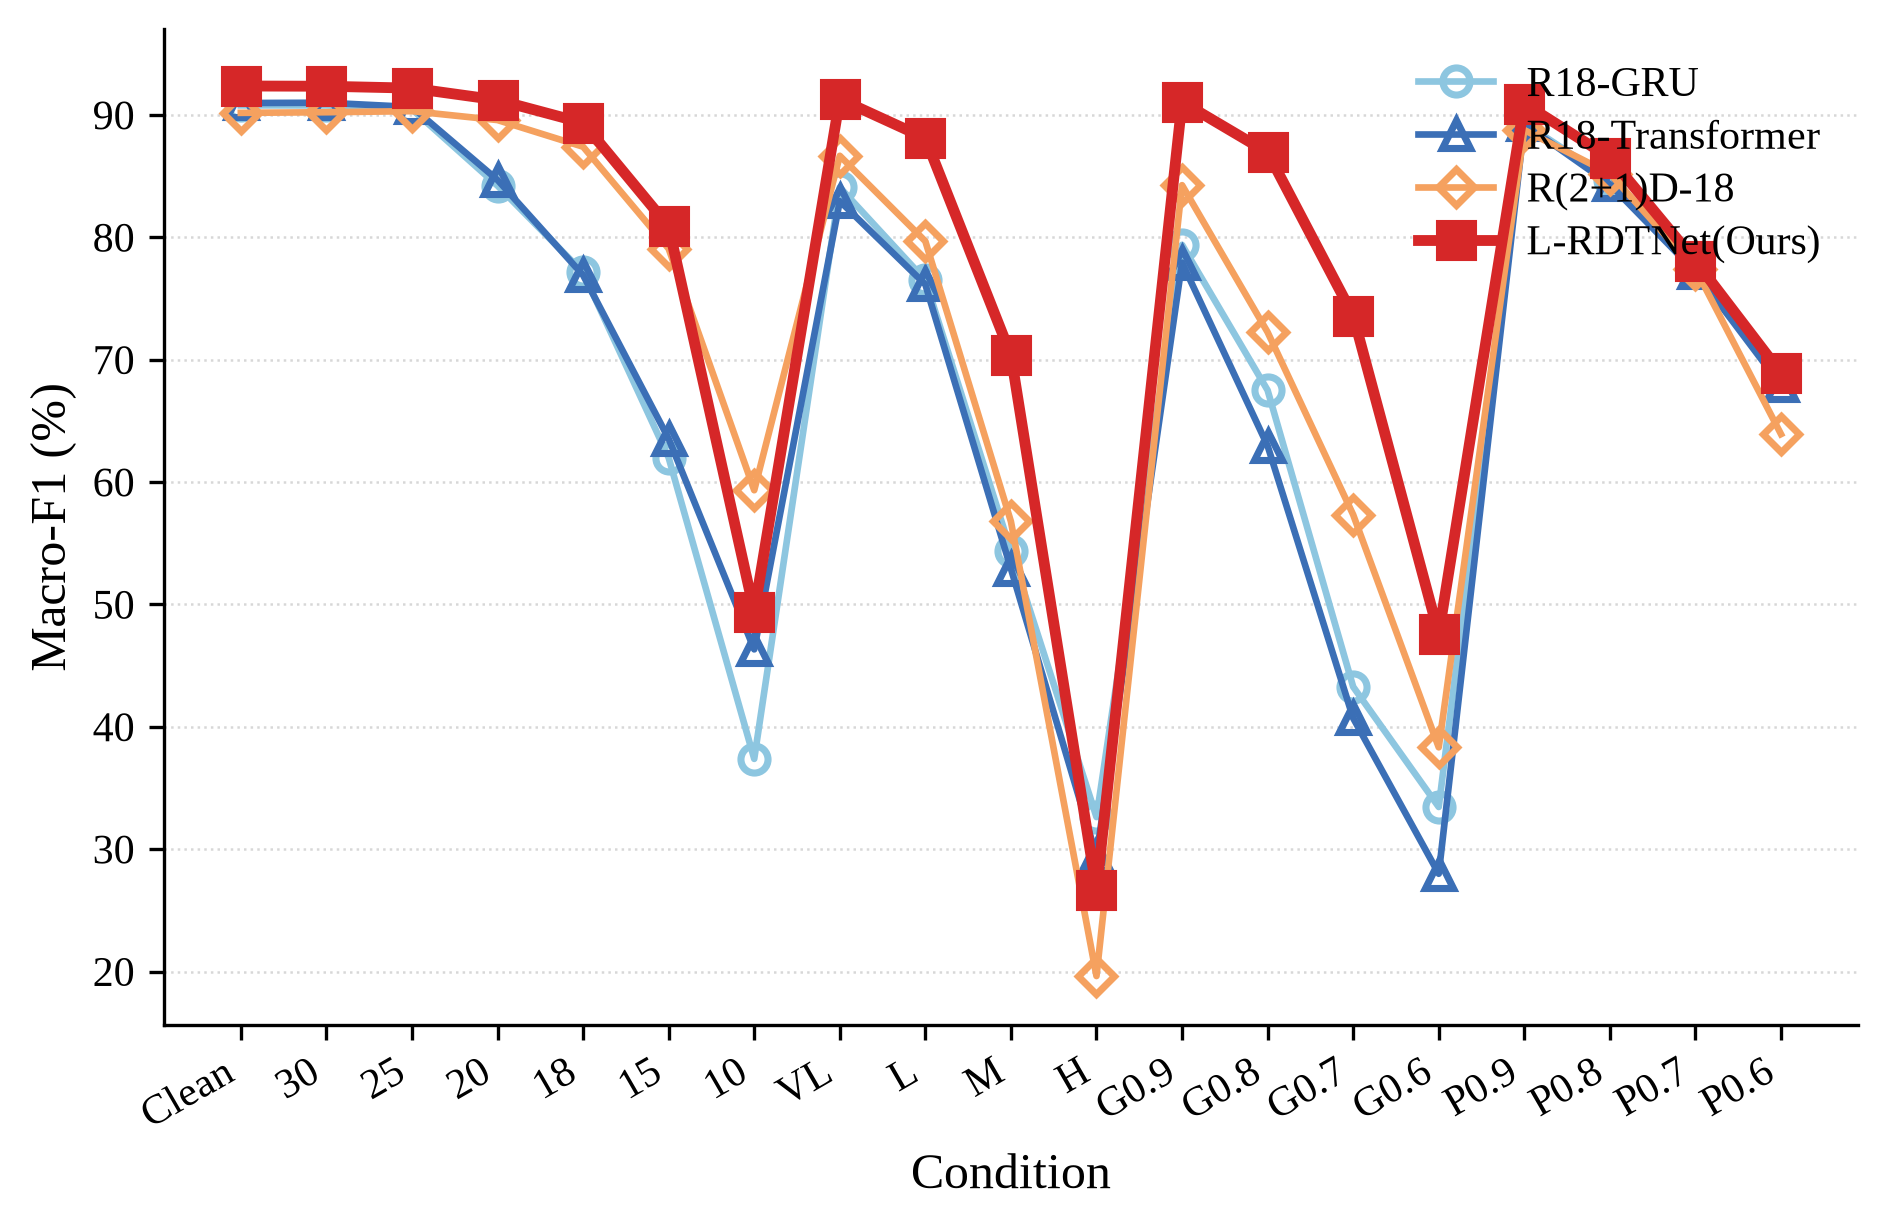 R18-GRU
R18-Transformer
R(2+1)D-18
L-RDTNet(Ours)
Macro-F1 (%)
90
80
70
60
50
40
30
20
Clean 30 25 20 18 15 10 VL L M H G0.9 G0.8 G0.7 G0.6 P0.9 P0.8 P0.7 P0.6
Condition